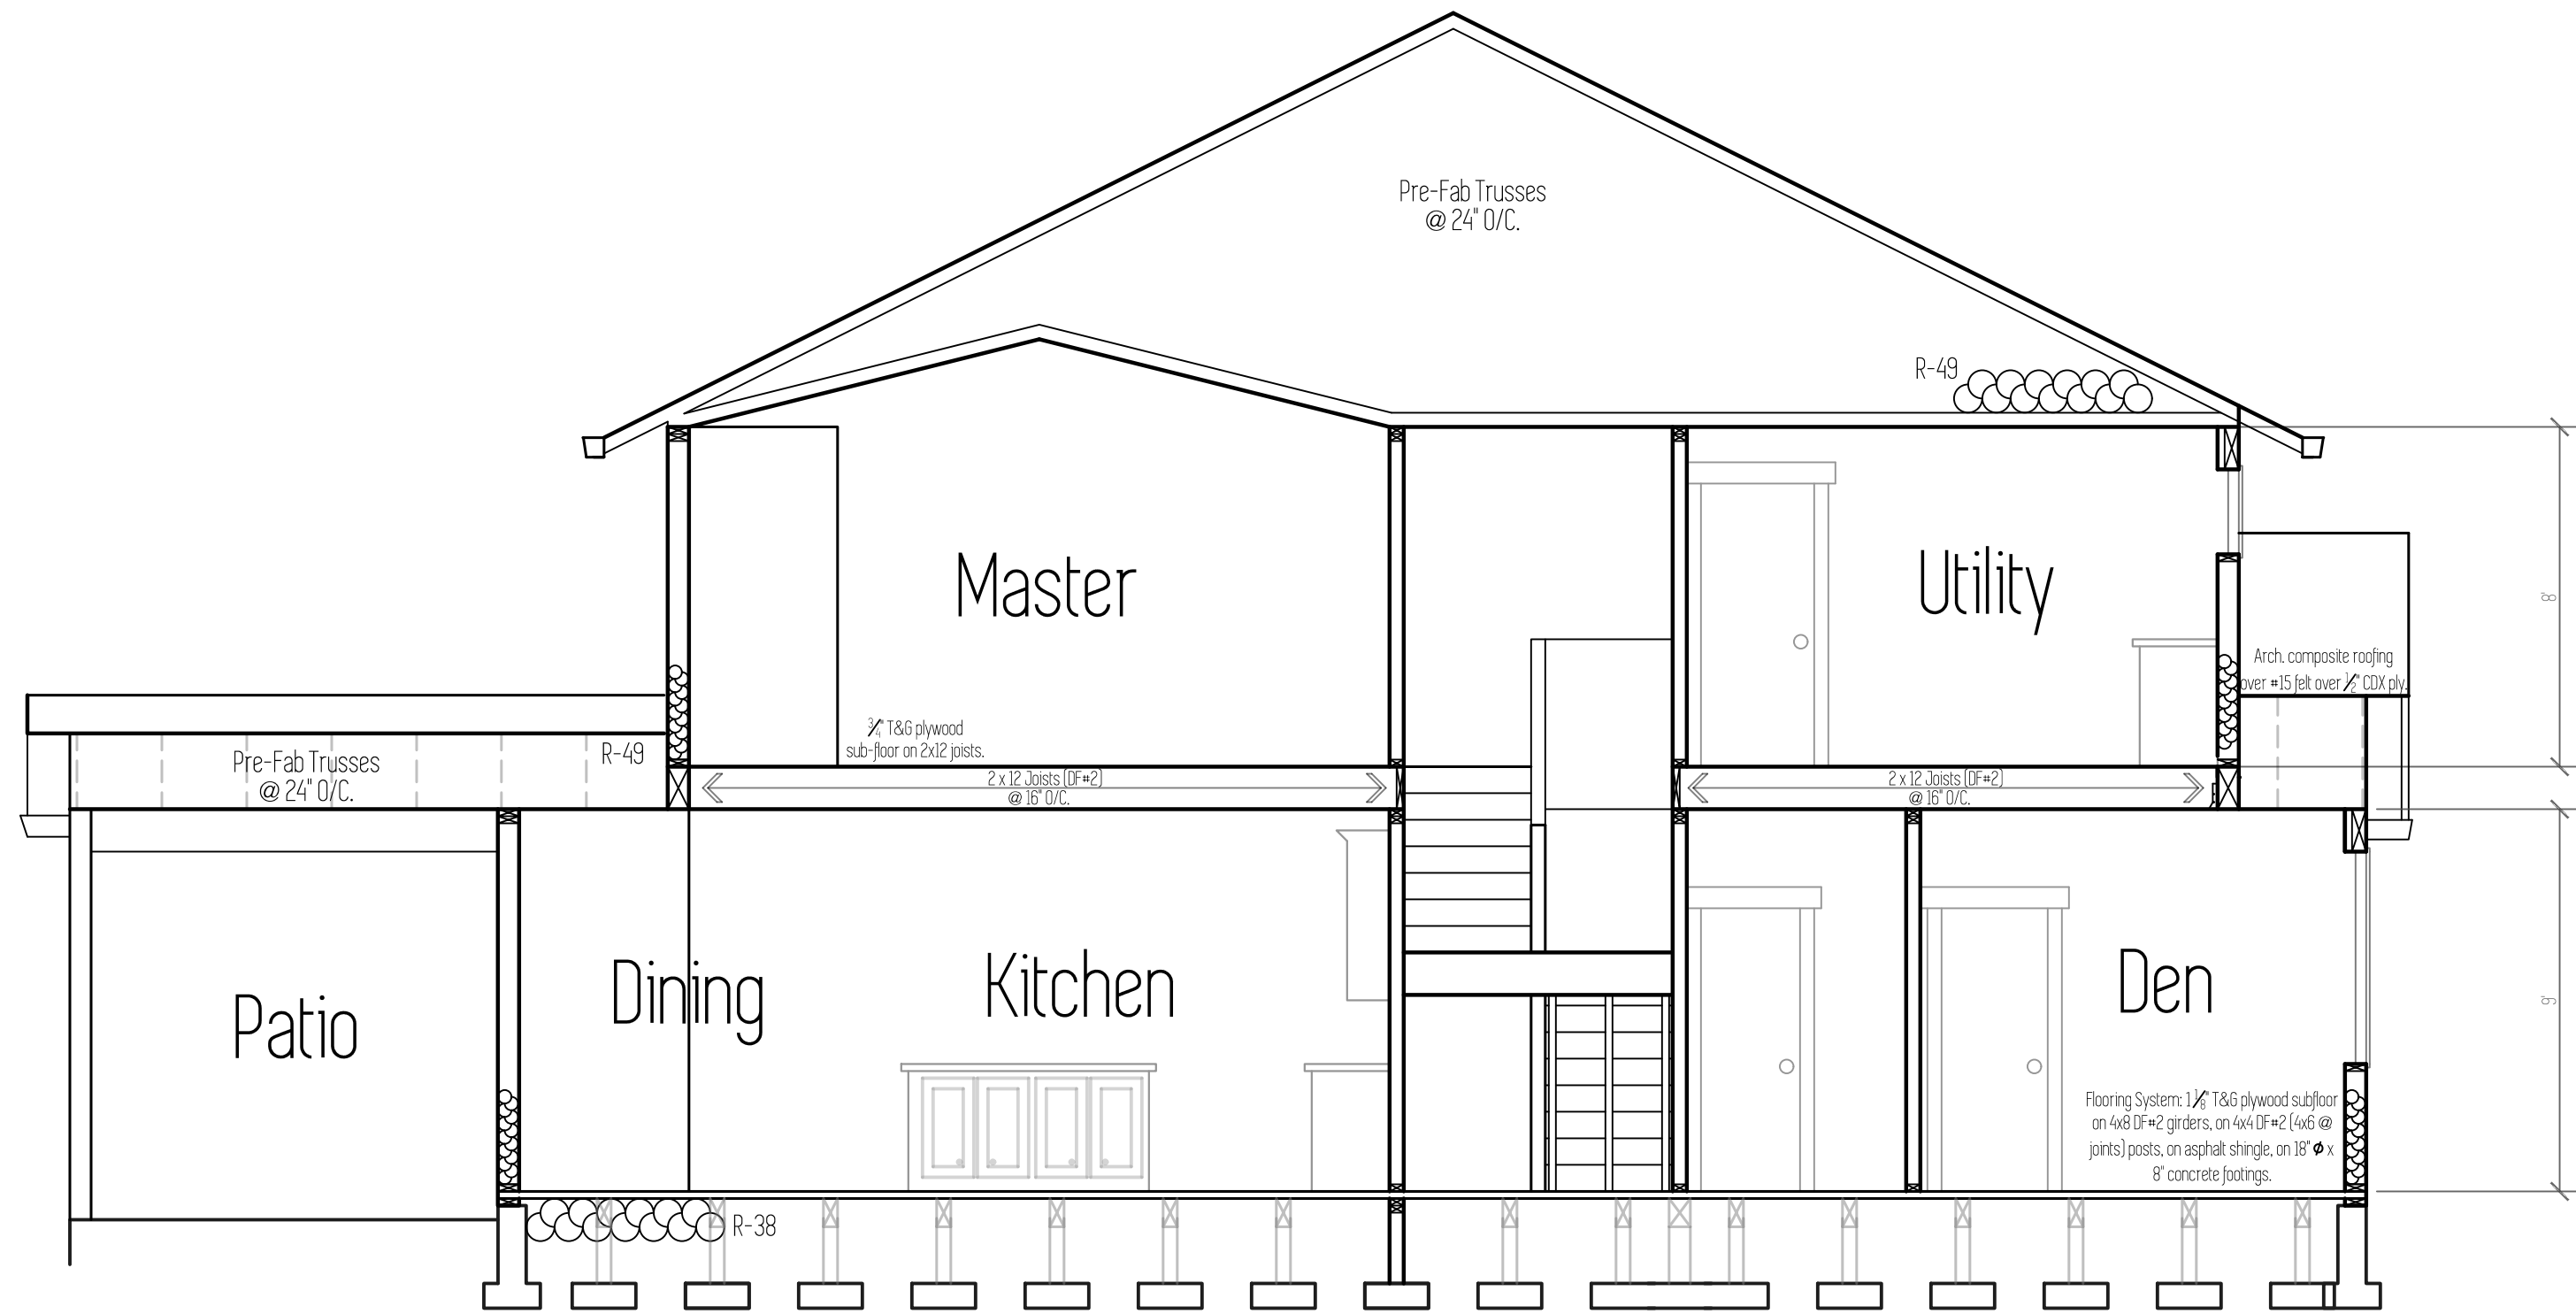 Pre-Fab Trusses
@ 24" O/C.
R-49
Master
Utility
8'
Arch. composite roofing
over #15 felt over 1/2" CDX ply.
3/4" T&G plywood
sub-floor on 2x12 joists.
Pre-Fab Trusses
@ 24" O/C.
R-49
2 x 12 Joists (DF#2)
@ 16" O/C.
2 x 12 Joists (DF#2)
@ 16" O/C.
Patio
Dining
Kitchen
Den
9'
Flooring System: 1 1/8" T&G plywood subfloor
on 4x8 DF#2 girders, on 4x4 DF#2 (4x6 @
joints) posts, on asphalt shingle, on 18" ϕ x
8" concrete footings.
R-38